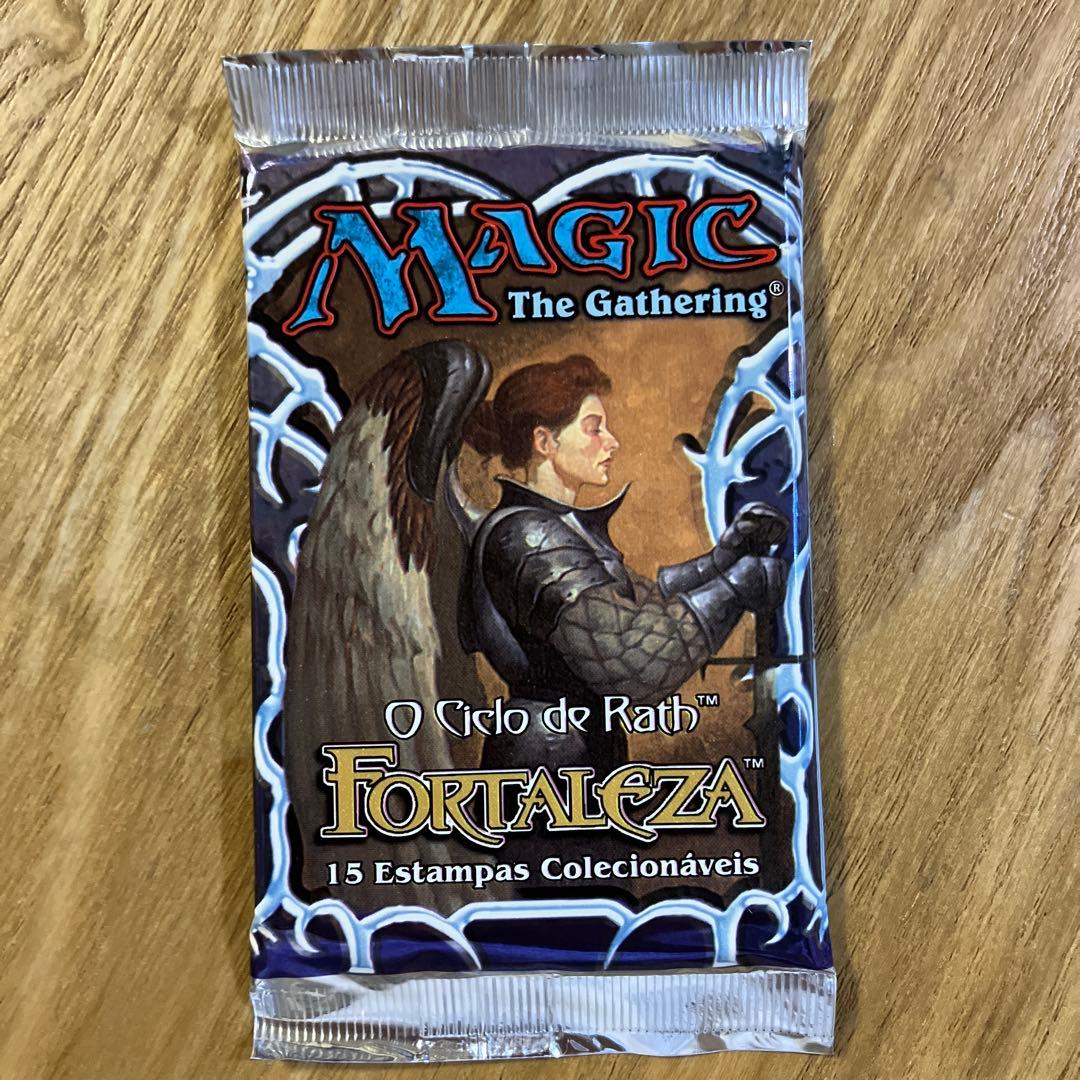 MAGIC
The Gathering®
O Ciclo de Rath™
FORTALEZA™
15 Estampas Colecionáveis